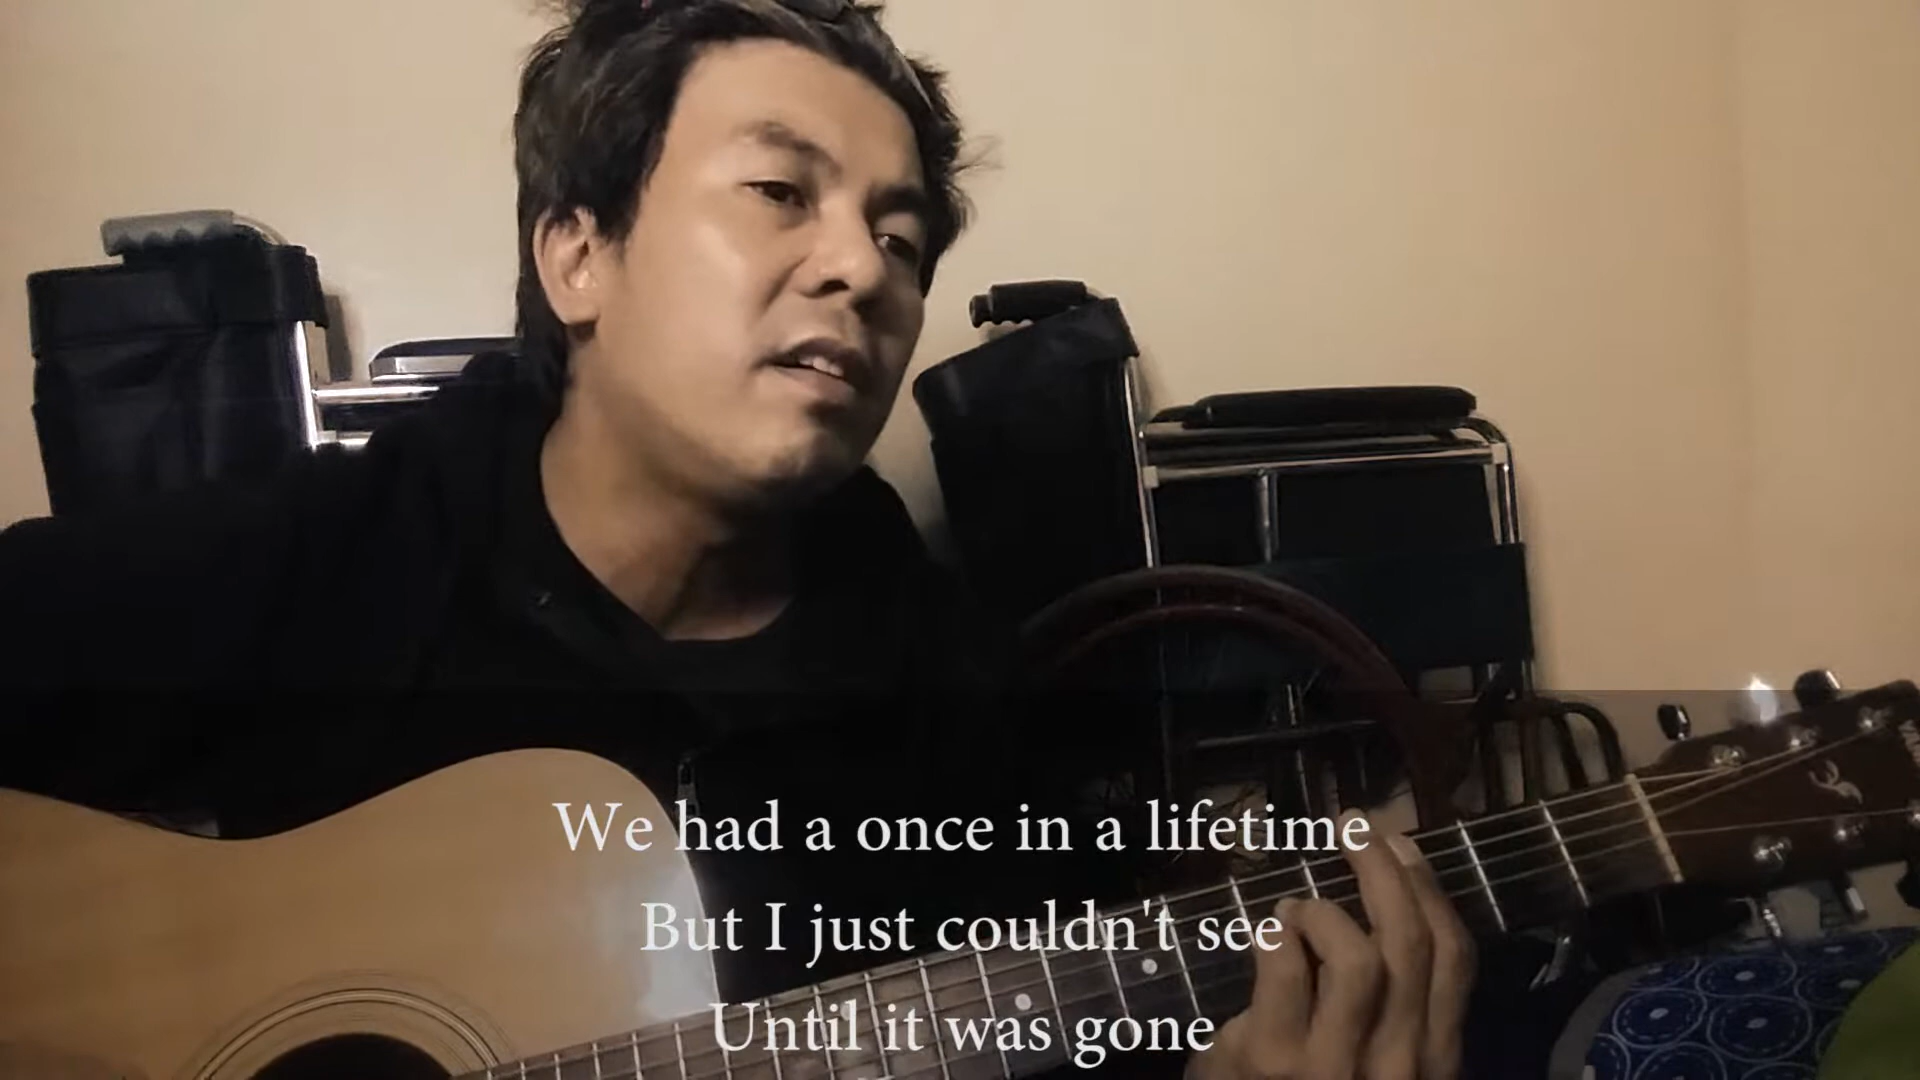 We had a once in a lifetime
But I just couldn't see
Until it was gone